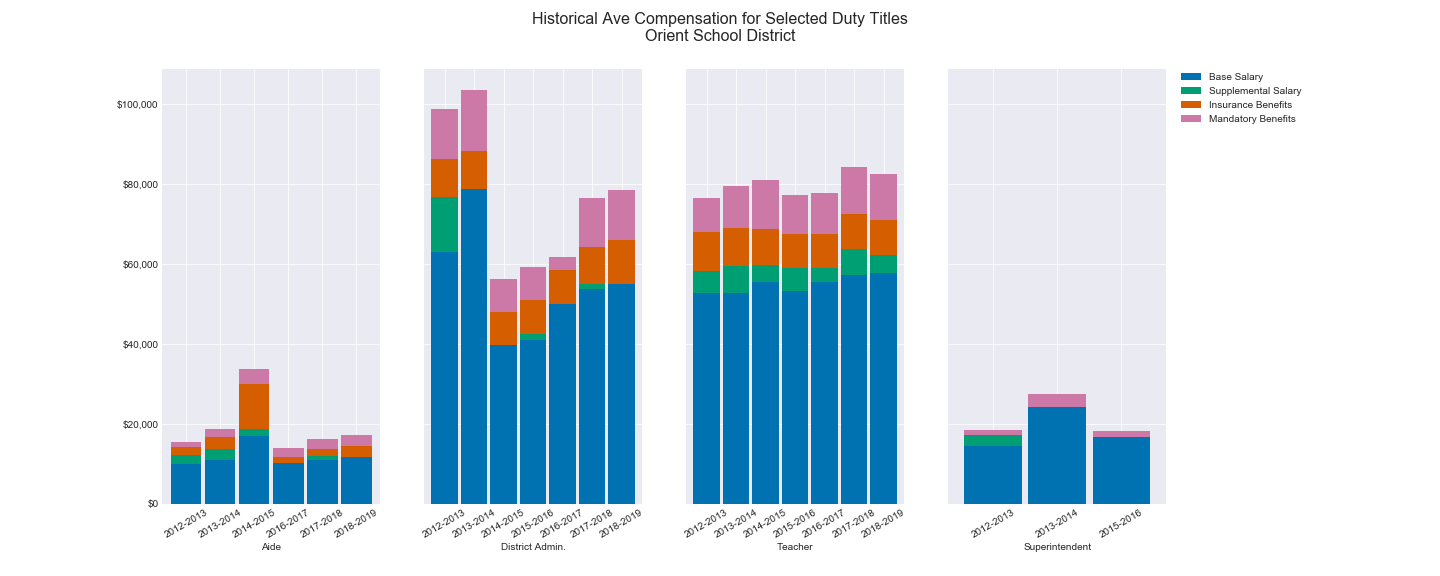 Historical Ave Compensation for Selected Duty Titles
Orient School District
$100,000
$80,000
$60,000
$40,000
$20,000
$0
2012-2013
2013-2014
2014-2015
2016-2017
2017-2018
2018-2019
Aide
2012-2013
2013-2014
2014-2015
2015-2016
2016-2017
2017-2018
2018-2019
District Admin.
2012-2013
2013-2014
2014-2015
2015-2016
2016-2017
2017-2018
2018-2019
Teacher
2012-2013
2013-2014
2015-2016
Superintendent
Base Salary
Supplemental Salary
Insurance Benefits
Mandatory Benefits